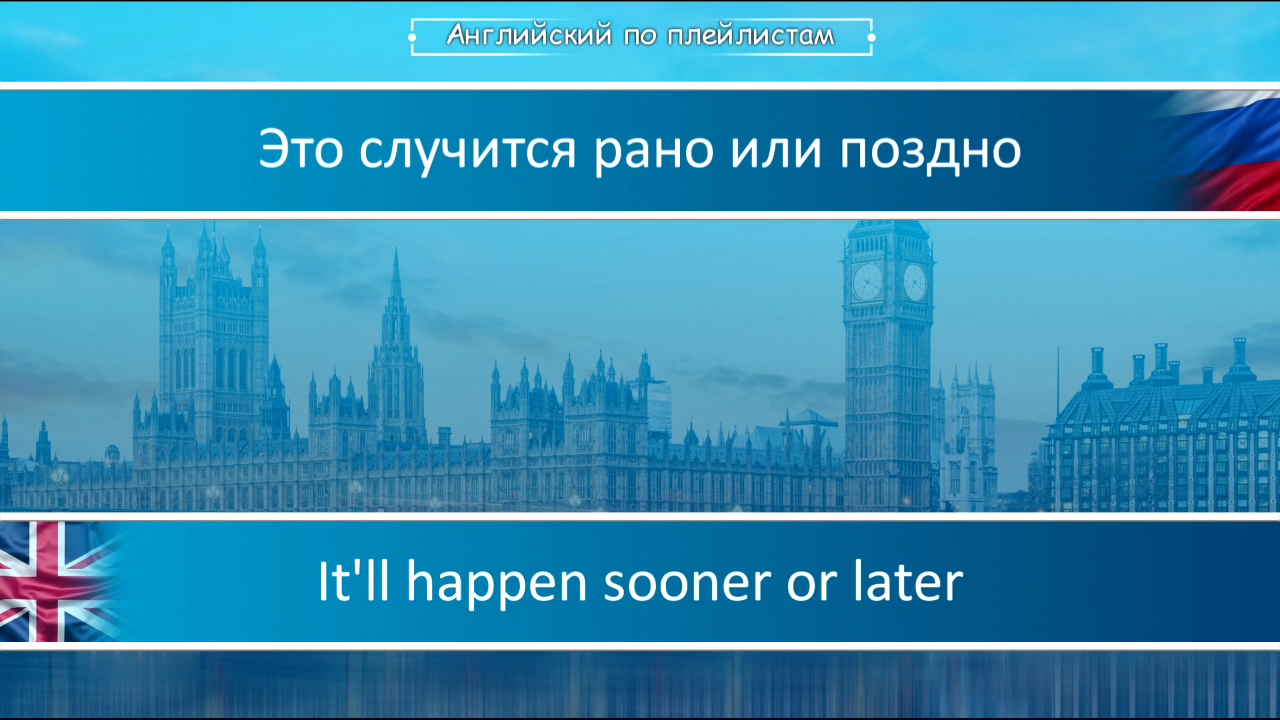 Английский по плейлистам
Это случится рано или поздно
It'll happen sooner or later